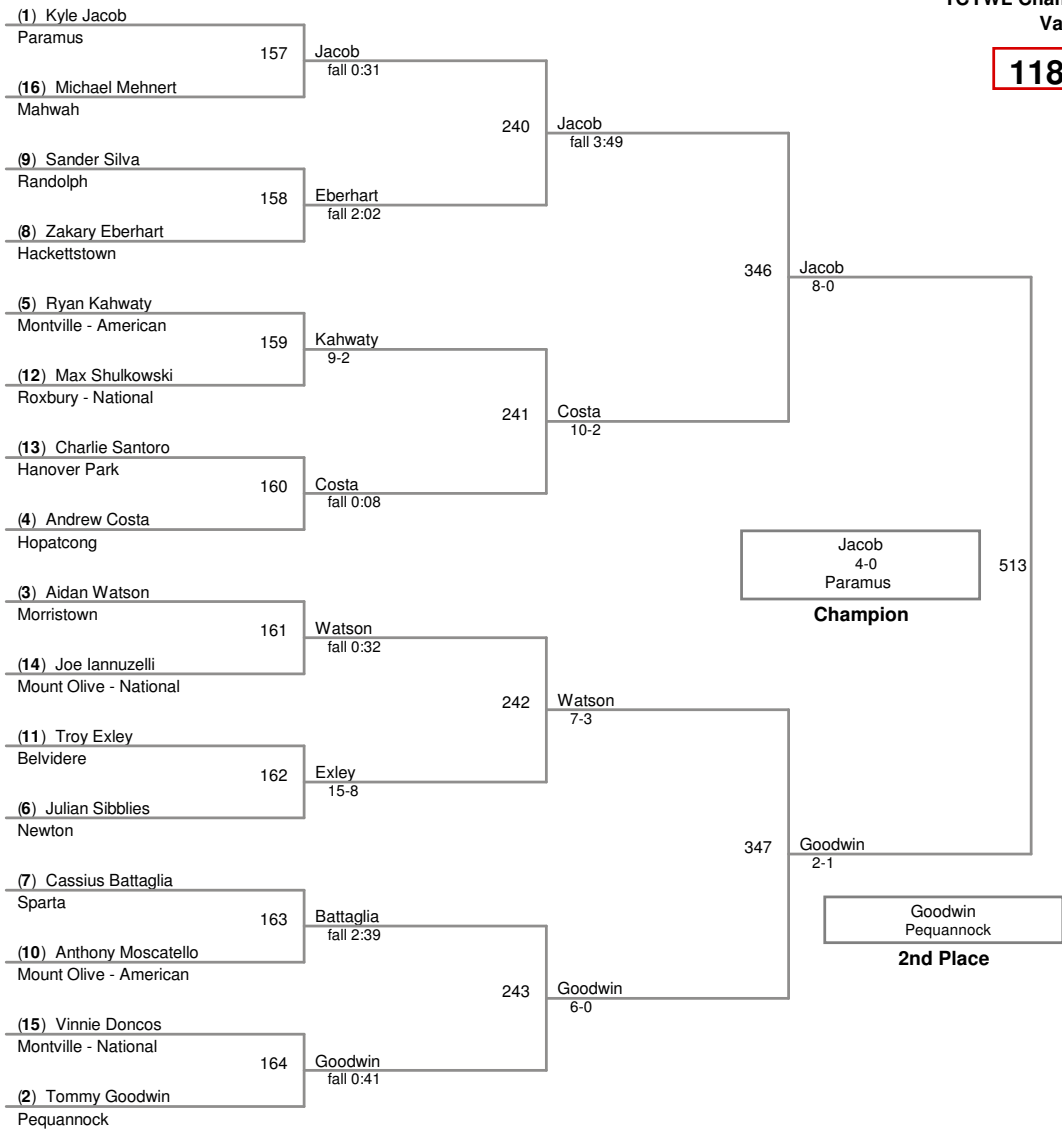 TCYWL Cham
Va
118
(1) Kyle Jacob
Paramus
157
Jacob
fall 0:31
(16) Michael Mehnert
Mahwah
240
Jacob
fall 3:49
(9) Sander Silva
Randolph
158
Eberhart
fall 2:02
(8) Zakary Eberhart
Hackettstown
346
Jacob
8-0
(5) Ryan Kahwaty
Montville - American
159
Kahwaty
9-2
(12) Max Shulkowski
Roxbury - National
241
Costa
10-2
(13) Charlie Santoro
Hanover Park
160
Costa
fall 0:08
(4) Andrew Costa
Hopatcong
Jacob
4-0
Paramus
513
Champion
(3) Aidan Watson
Morristown
161
Watson
fall 0:32
(14) Joe Iannuzelli
Mount Olive - National
242
Watson
7-3
(11) Troy Exley
Belvidere
162
Exley
15-8
(6) Julian Sibblies
Newton
347
Goodwin
2-1
(7) Cassius Battaglia
Sparta
163
Battaglia
fall 2:39
Goodwin
Pequannock
2nd Place
(10) Anthony Moscatello
Mount Olive - American
243
Goodwin
6-0
(15) Vinnie Doncos
Montville - National
164
Goodwin
fall 0:41
(2) Tommy Goodwin
Pequannock